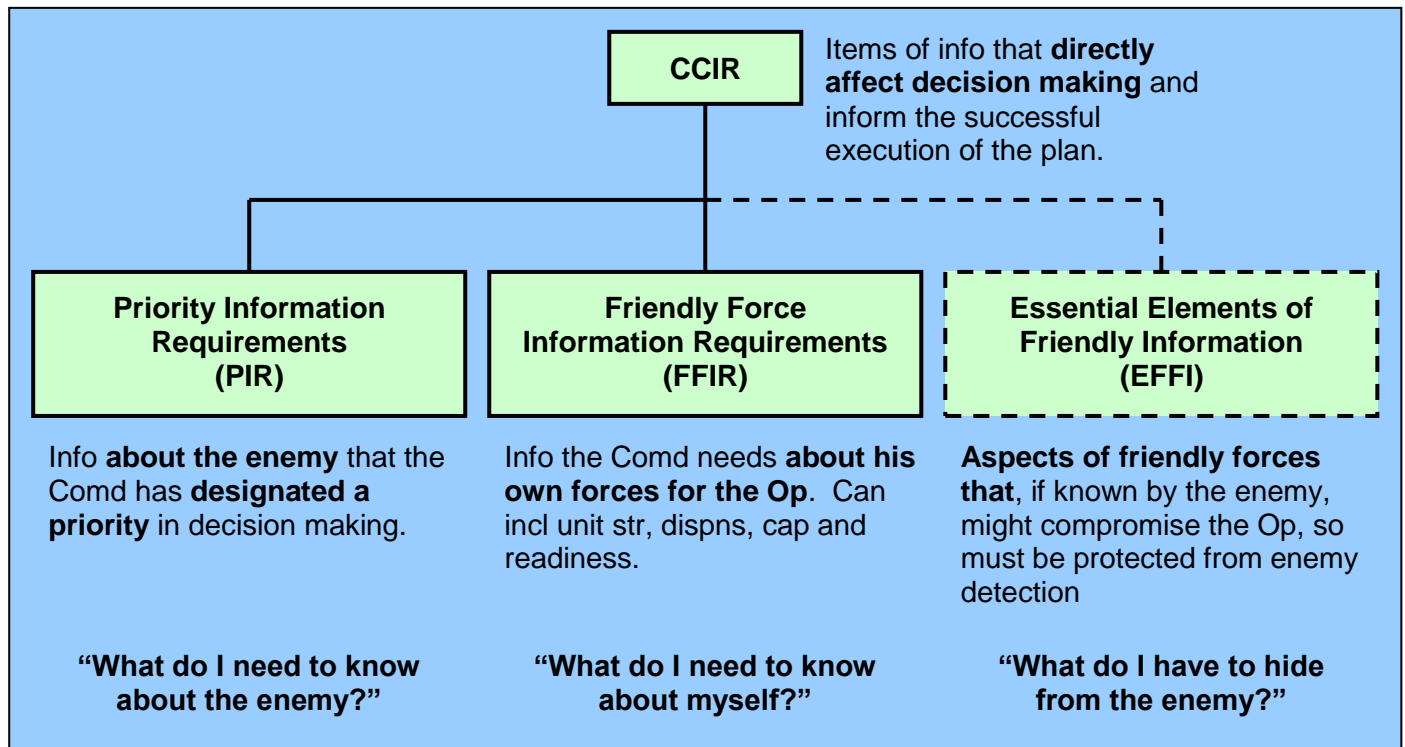 CCIR
Items of info that directly
affect decision making and
inform the successful
execution of the plan.
Priority Information
Requirements
(PIR)
Info about the enemy that the
Comd has designated a
priority in decision making.
“What do I need to know
about the enemy?”
Friendly Force
Information Requirements
(FFIR)
Info the Comd needs about his
own forces for the Op.  Can
incl unit str, dispns, cap and
readiness.
“What do I need to know
about myself?”
Essential Elements of
Friendly Information
(EFFI)
Aspects of friendly forces
that, if known by the enemy,
might compromise the Op, so
must be protected from enemy
detection
“What do I have to hide
from the enemy?”